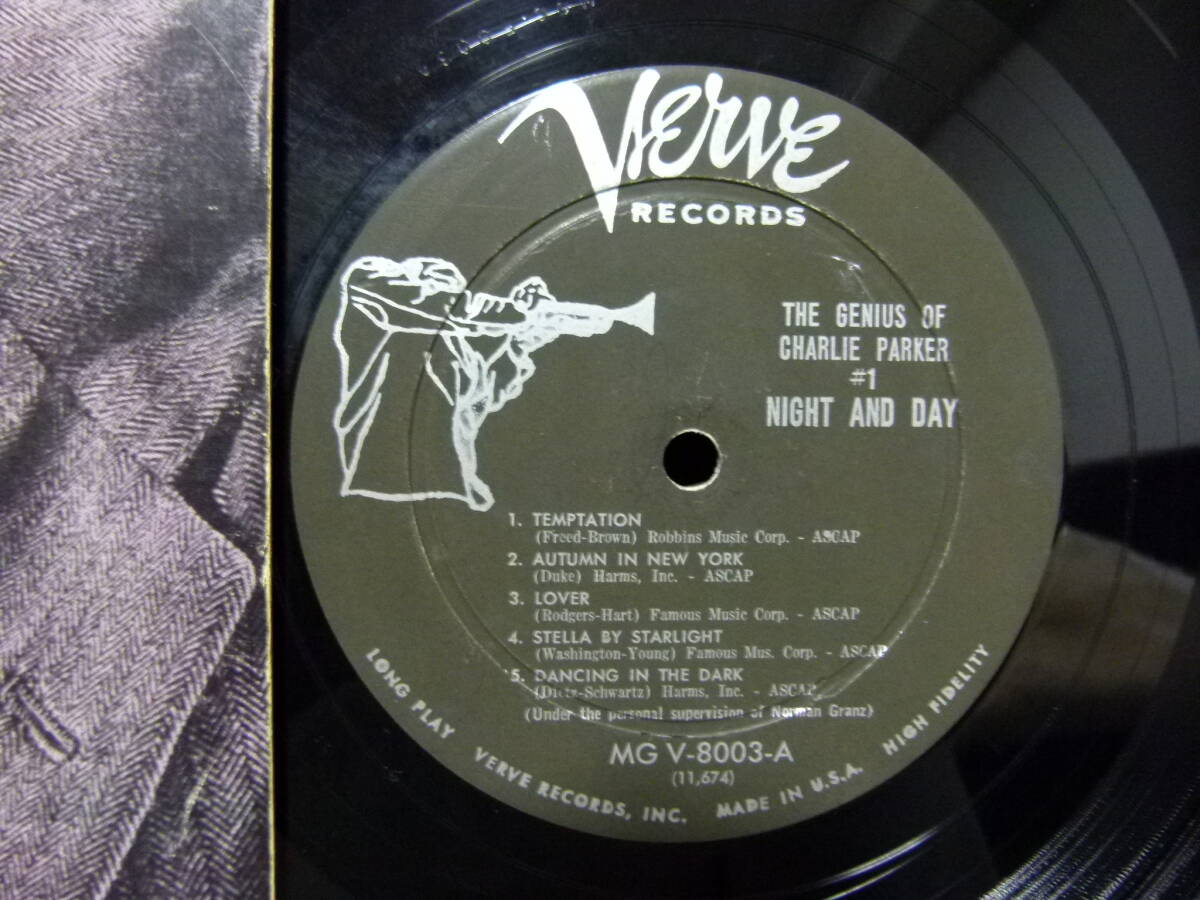 Verve
RECORDS
THE GENIUS OF
CHARLIE PARKER
#1
NIGHT AND DAY
1. TEMPTATION
(Freed-Brown) Robbins Music Corp. - ASCAP
2. AUTUMN IN NEW YORK
(Duke) Harms, Inc. - ASCAP
3. LOVER
(Rodgers-Hart) Famous Music Corp. - ASCAP
4. STELLA BY STARLIGHT
(Washington-Young) Famous Mus. Corp. - ASCAP
5. DANCING IN THE DARK
(Dietz-Schwartz) Harms, Inc. - ASCAP
(Under the personal supervision of Norman Granz)
MG V-8003-A
(11,674)
LONG PLAY VERVE RECORDS, INC. MADE IN U.S.A. HIGH FIDELITY